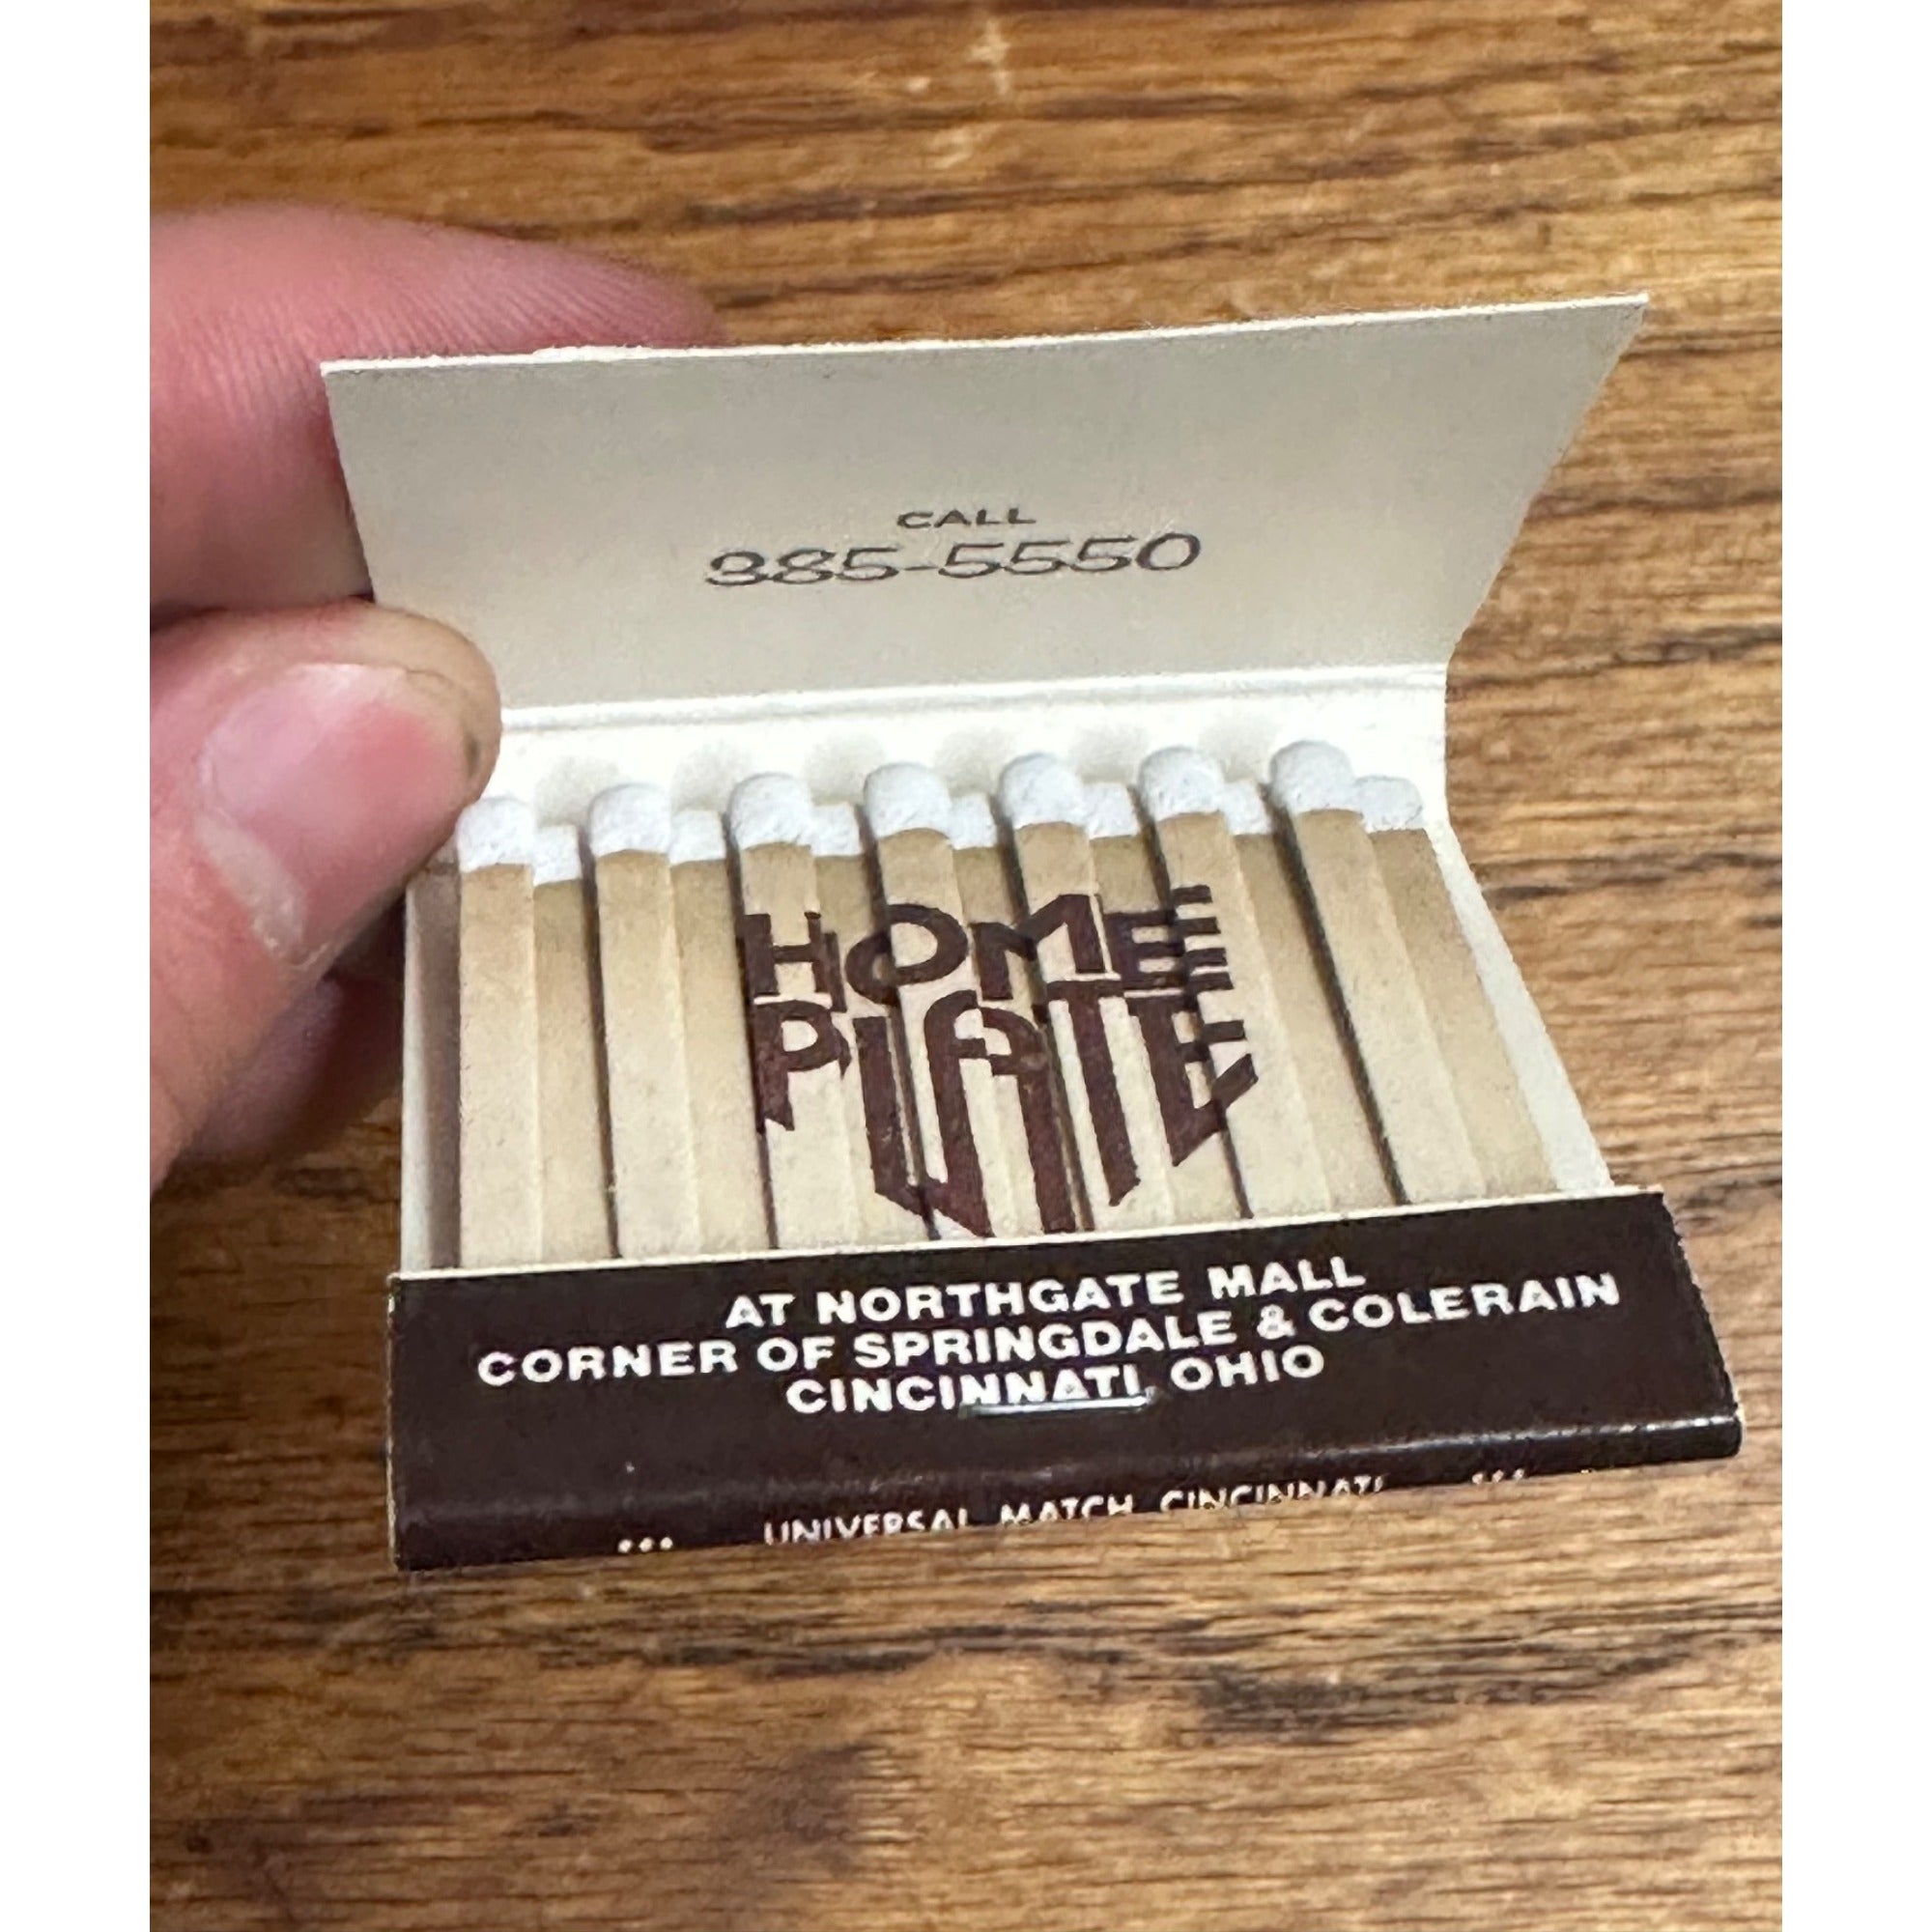 CALL
385-5550
HOME
PLATE
AT NORTHGATE MALL
CORNER OF SPRINGDALE & COLERAIN
CINCINNATI, OHIO
UNIVERSAL MATCH, CINCINNATI